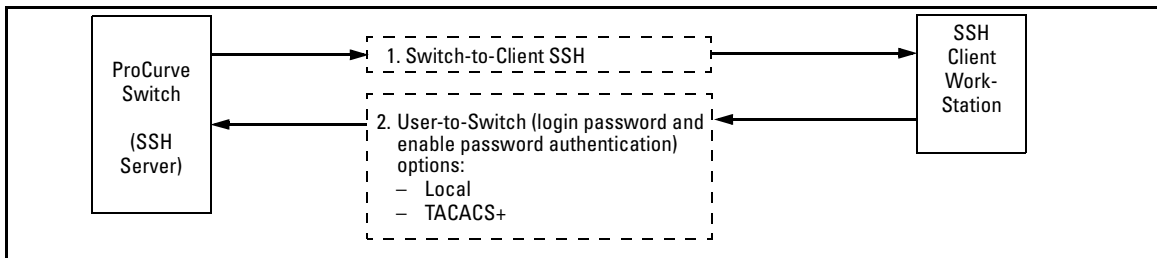 ProCurve
Switch
(SSH
Server)
1. Switch-to-Client SSH
2. User-to-Switch (login password and
enable password authentication)
options:
– Local
– TACACS+
SSH
Client
Work-
Station